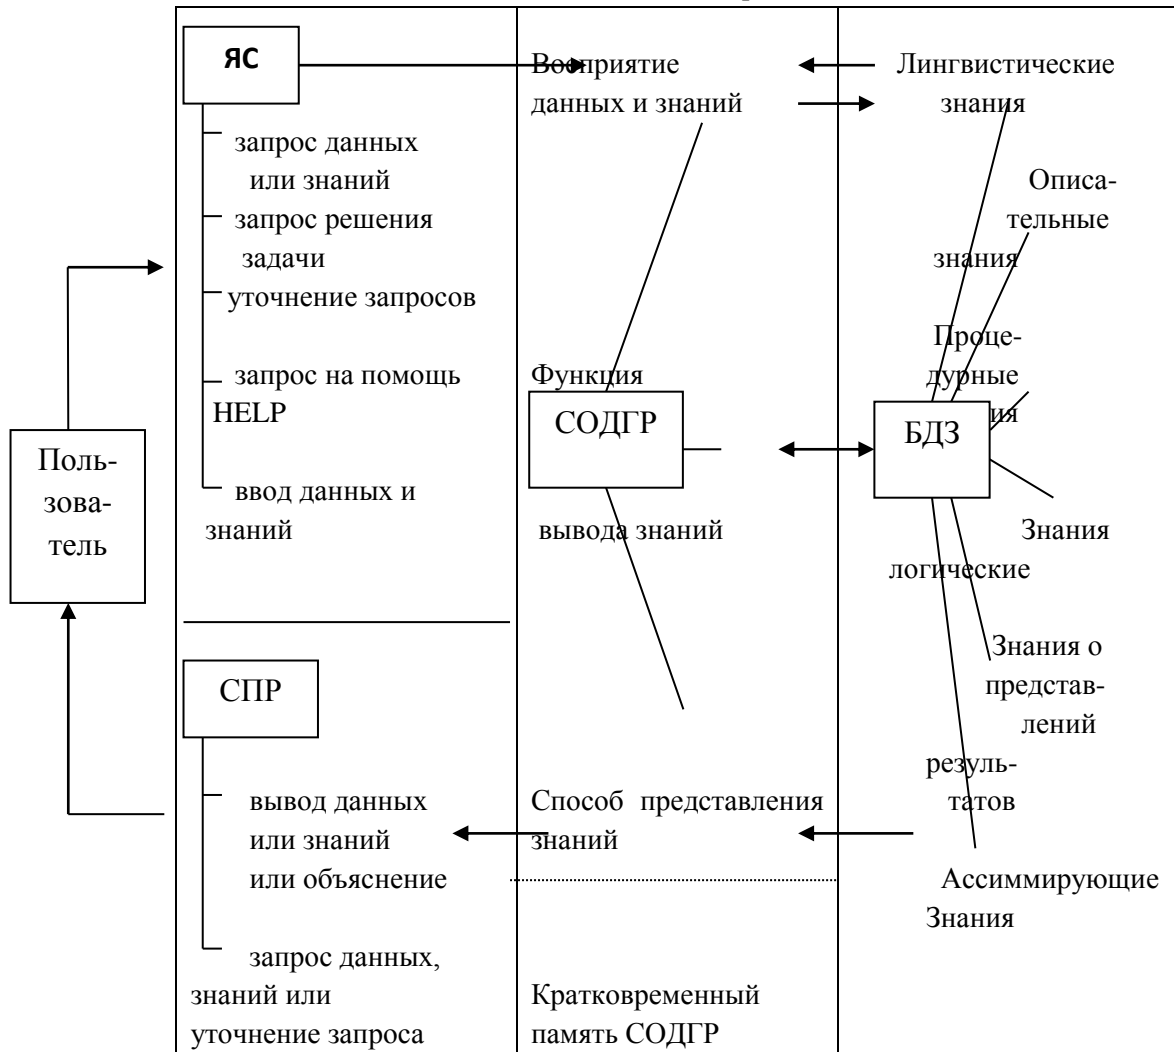 Поль-
зова-
тель
ЯС
запрос данных
или знаний
запрос решения
задачи
уточнение запросов
запрос на помощь
HELP
ввод данных и
знаний
СПР
вывод данных
или знаний
или объяснение
запрос данных,
знаний или
уточнение запроса
Восприятие
данных и знаний
Функция
СОДГР
вывода знаний
Способ представления
знаний
Кратковременный
память СОДГР
Лингвистические
знания
Описа-
тельные
знания
Проце-
дурные
БДЗ
Знания
логические
Знания о
представ-
лений
резуль-
татов
Ассиммирующие
Знания